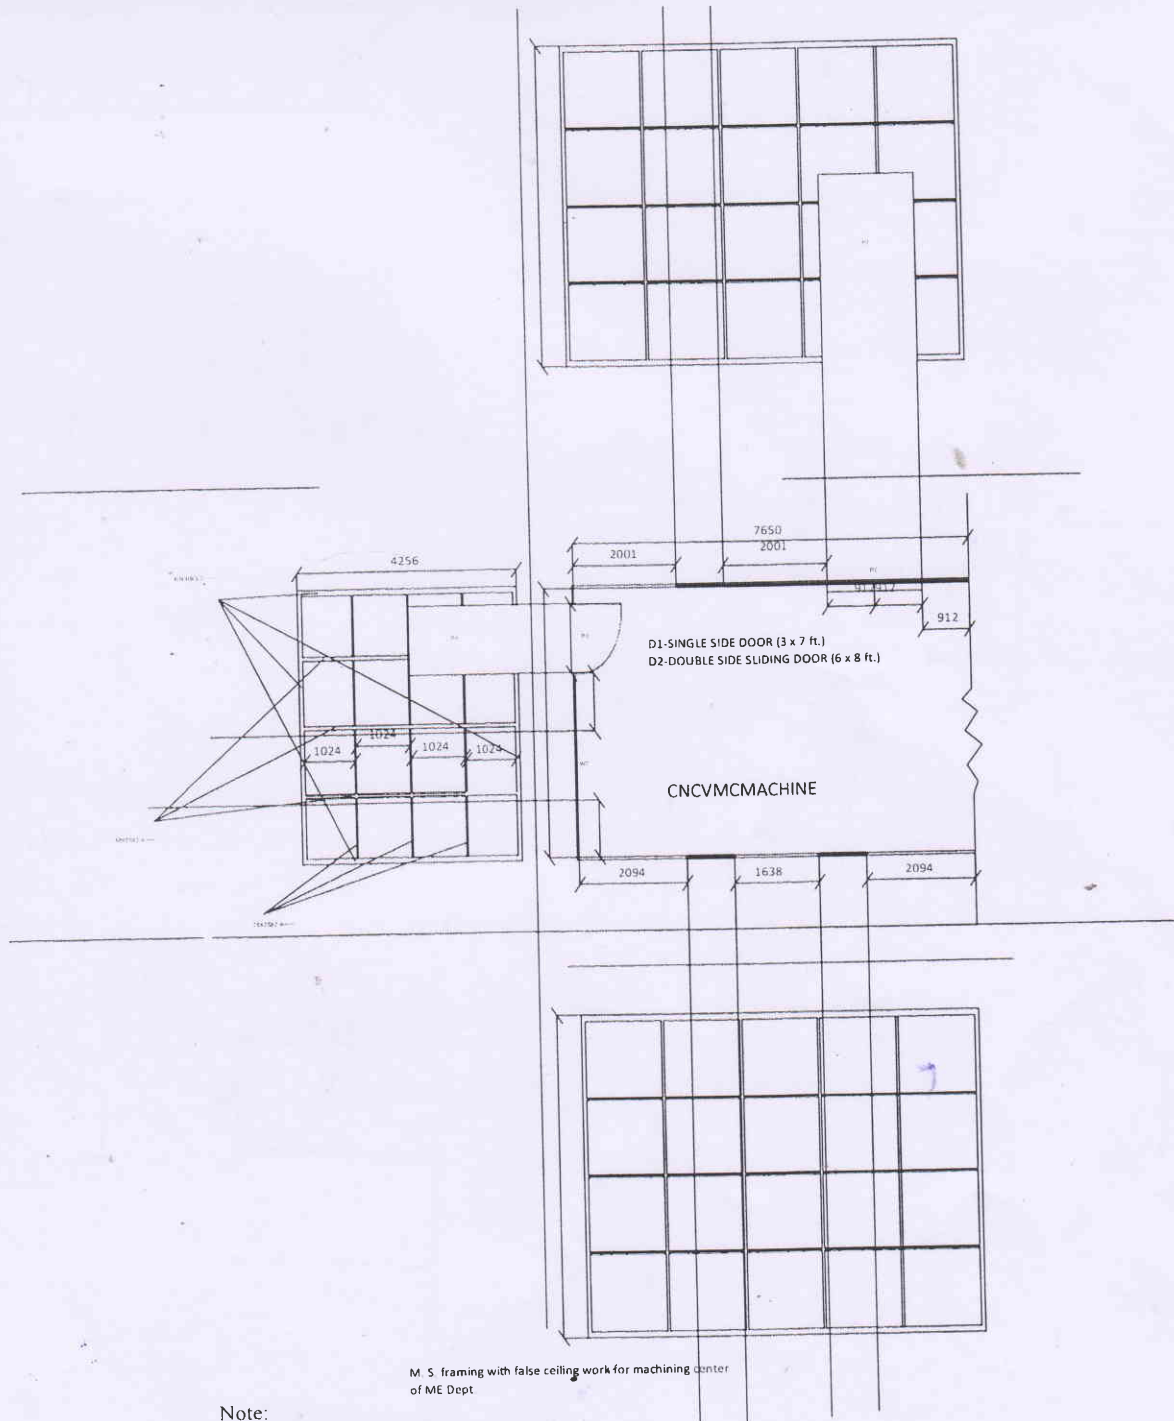 7650
2001
2001
4256
912
D1-SINGLE SIDE DOOR (3 x 7 ft.)
D2-DOUBLE SIDE SLIDING DOOR (6 x 8 ft.)
1024
1024
1024
1024
CNCVMCMACHINE
2094
1638
2094
M. S. framing with false ceiling work for machining center
of ME Dept
Note: